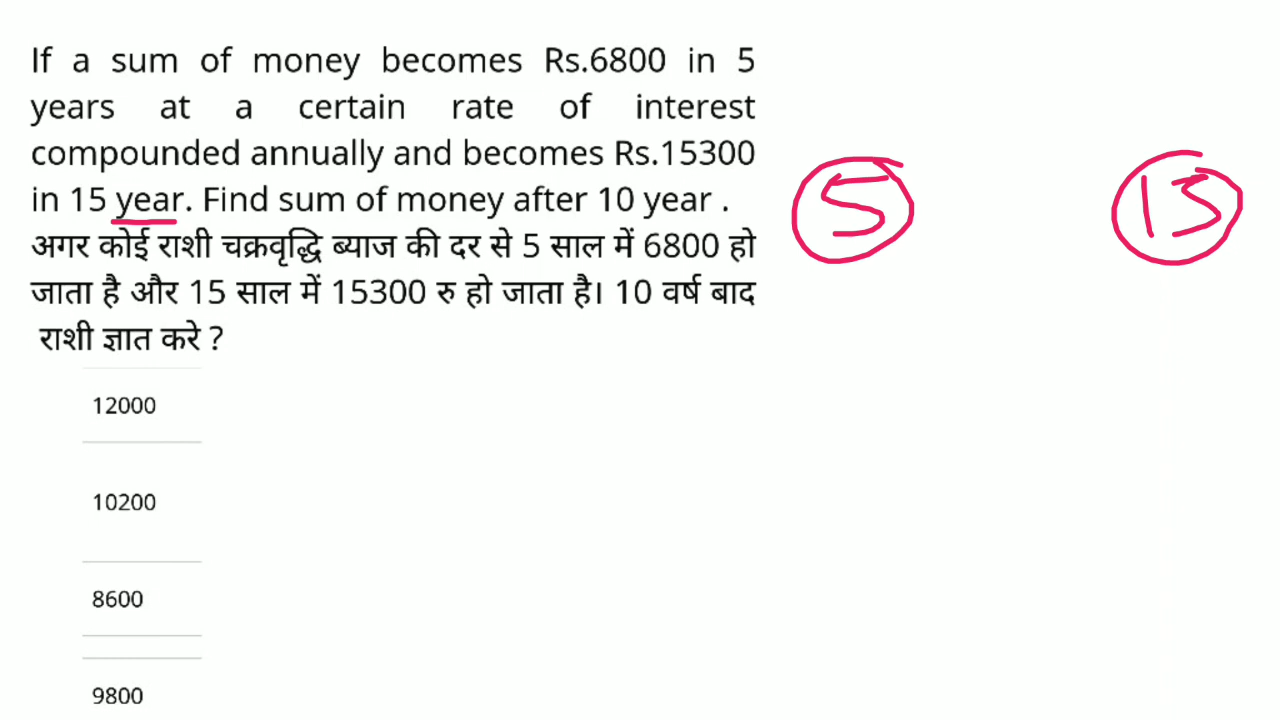 If a sum of money becomes Rs.6800 in 5
years at a certain rate of interest
compounded annually and becomes Rs.15300
in 15 year. Find sum of money after 10 year .
अगर कोई राशी चक्रवृद्धि ब्याज की दर से 5 साल में 6800 हो
जाता है और 15 साल में 15300 रु हो जाता है। 10 वर्ष बाद
राशी ज्ञात करे ?
5
15
12000
10200
8600
9800